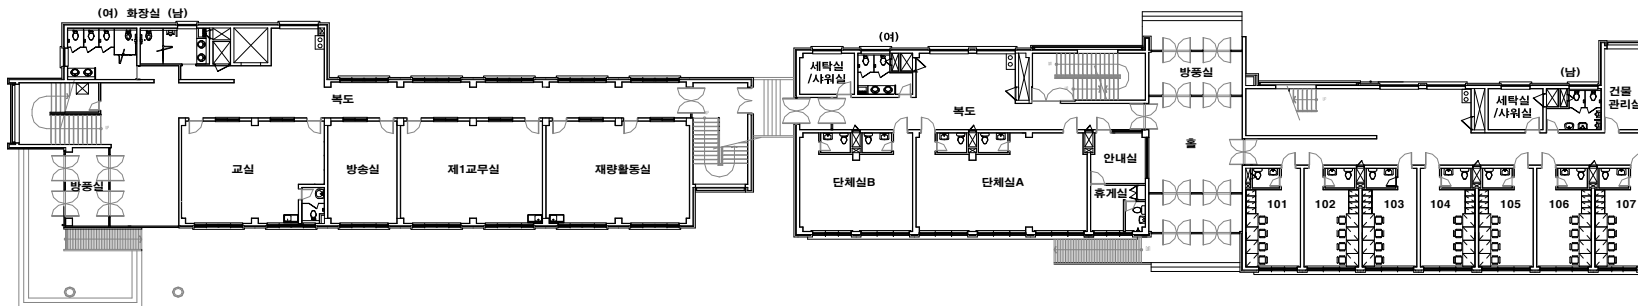 (여) 화장실 (남)
복도
방풍실
교실
방송실
제1교무실
재량활동실
(여)
세탁실
/샤워실
복도
단체실B
단체실A
안내실
휴게실
방풍실
홀
(남)
세탁실
/샤워실
건물
관리실
101
102
103
104
105
106
107